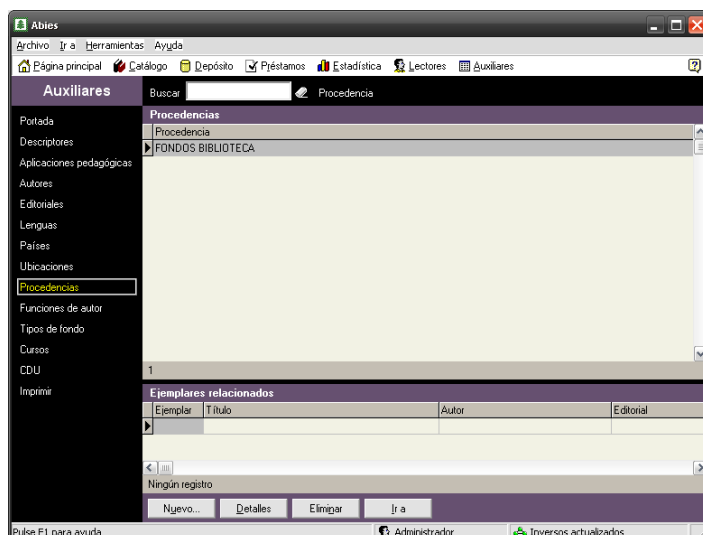 Abies
Archivo Ir a Herramientas Ayuda
Página principal Catálogo Depósito Préstamos Estadística Lectores Auxiliares
Auxiliares
Buscar Procedencia
Portada
Descriptores
Aplicaciones pedagógicas
Autores
Editoriales
Lenguas
Países
Ubicaciones
Procedencias
Funciones de autor
Tipos de fondo
Cursos
CDU
Imprimir
Procedencias
Procedencia
FONDOS BIBLIOTECA
1
Ejemplares relacionados
Ejemplar Título Autor Editorial
Ningún registro
Nuevo... Detalles Eliminar Ir a
Pulse F1 para ayuda Administrador Inversos actualizados